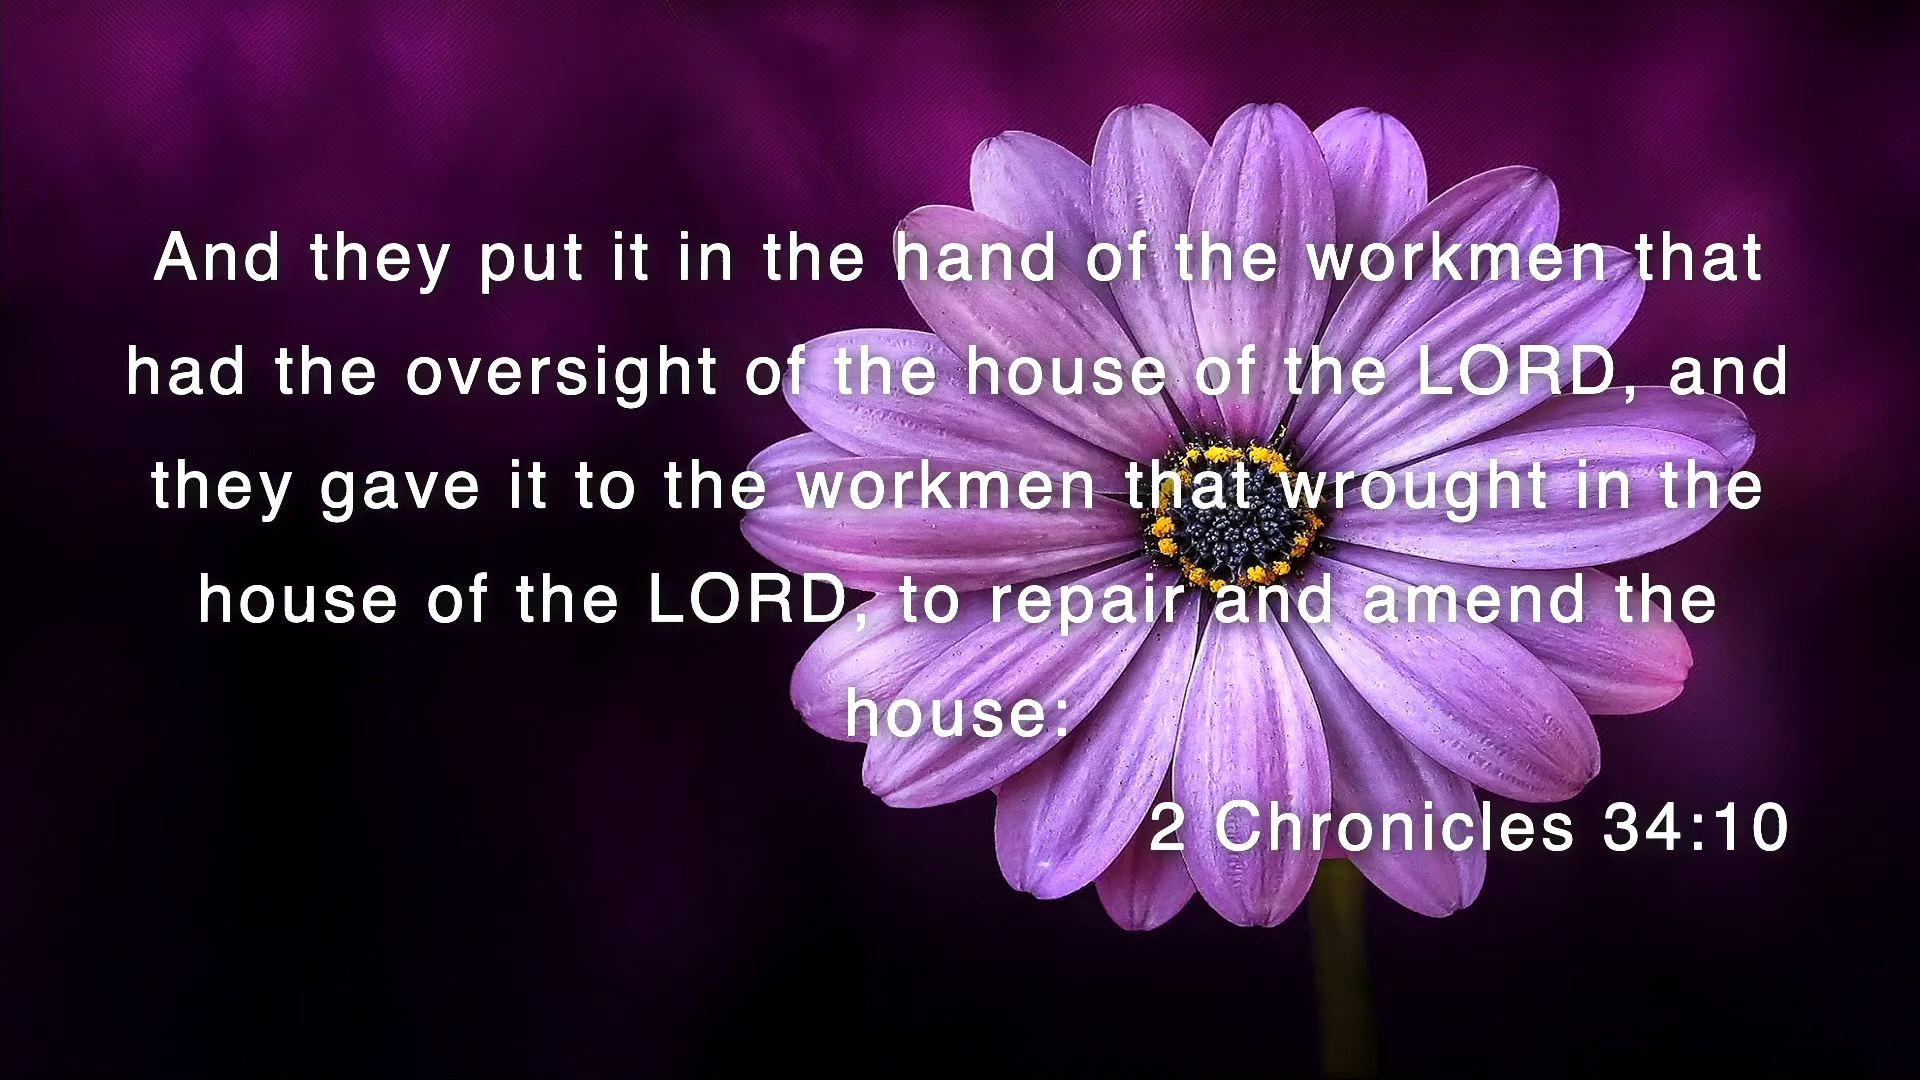 And they put it in the hand of the workmen that
had the oversight of the house of the LORD, and
they gave it to the workmen that wrought in the
house of the LORD, to repair and amend the
house:
2 Chronicles 34:10